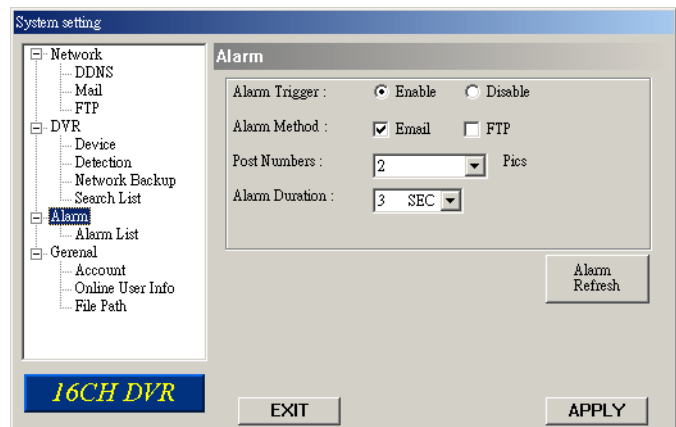 System setting
Network
DDNS
Mail
FTP
DVR
Device
Detection
Network Backup
Search List
Alarm
Alarm List
Gerenal
Account
Online User Info
File Path
16CH DVR
Alarm
Alarm Trigger : Enable Disable
Alarm Method : Email FTP
Post Numbers : 2 Pics
Alarm Duration : 3 SEC
Alarm
Refresh
EXIT
APPLY